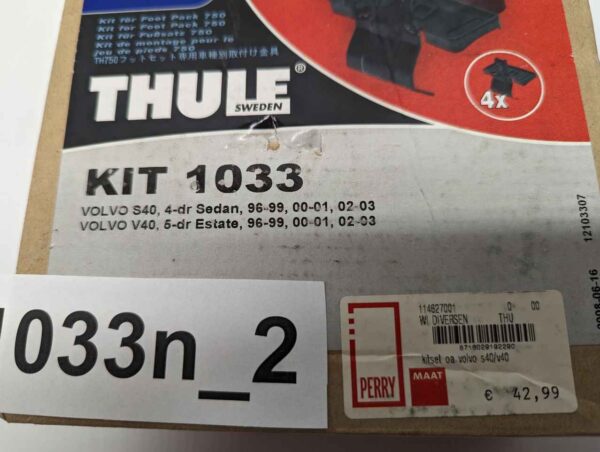 Kit for Foot Pack 750
Kit for Foot Pack 750
Kit für Fußsatz 750
Kit de montage pour le
jeu de pieds 750
TH750フットセット専用車種別取付け金具
THULE®
SWEDEN
4x
KIT 1033
VOLVO S40, 4-dr Sedan, 96-99, 00-01, 02-03
VOLVO V40, 5-dr Estate, 96-99, 00-01, 02-03
12103307
2008-06-16
033n_2
114627001 0- 00
WI DIVERSEN THU
kitset oa volvo s40/v40
PERRY
MAAT
€ 42,99